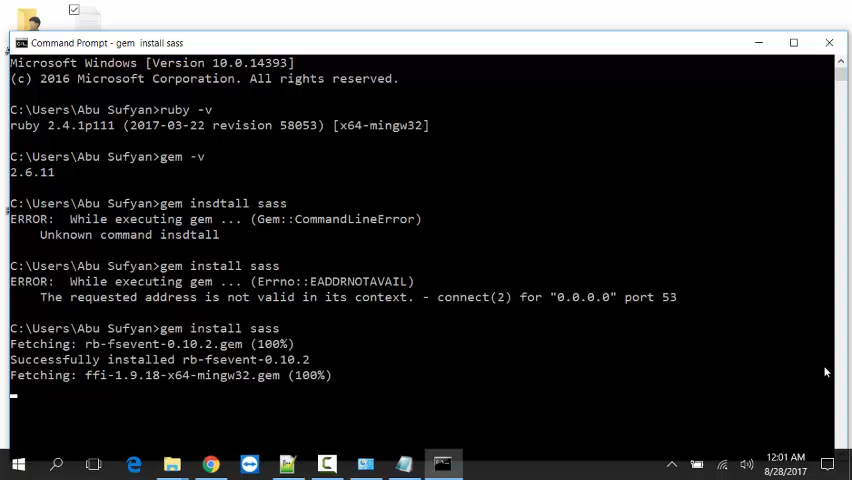 Command Prompt - gem  install sass
Microsoft Windows [Version 10.0.14393]
(c) 2016 Microsoft Corporation. All rights reserved.
C:\Users\Abu Sufyan>ruby -v
ruby 2.4.1p111 (2017-03-22 revision 58053) [x64-mingw32]
C:\Users\Abu Sufyan>gem -v
2.6.11
C:\Users\Abu Sufyan>gem insdtall sass
ERROR:  While executing gem ... (Gem::CommandLineError)
    Unknown command insdtall
C:\Users\Abu Sufyan>gem install sass
ERROR:  While executing gem ... (Errno::EADDRNOTAVAIL)
    The requested address is not valid in its context. - connect(2) for "0.0.0.0" port 53
C:\Users\Abu Sufyan>gem install sass
Fetching: rb-fsevent-0.10.2.gem (100%)
Successfully installed rb-fsevent-0.10.2
Fetching: ffi-1.9.18-x64-mingw32.gem (100%)
12:01 AM
8/28/2017